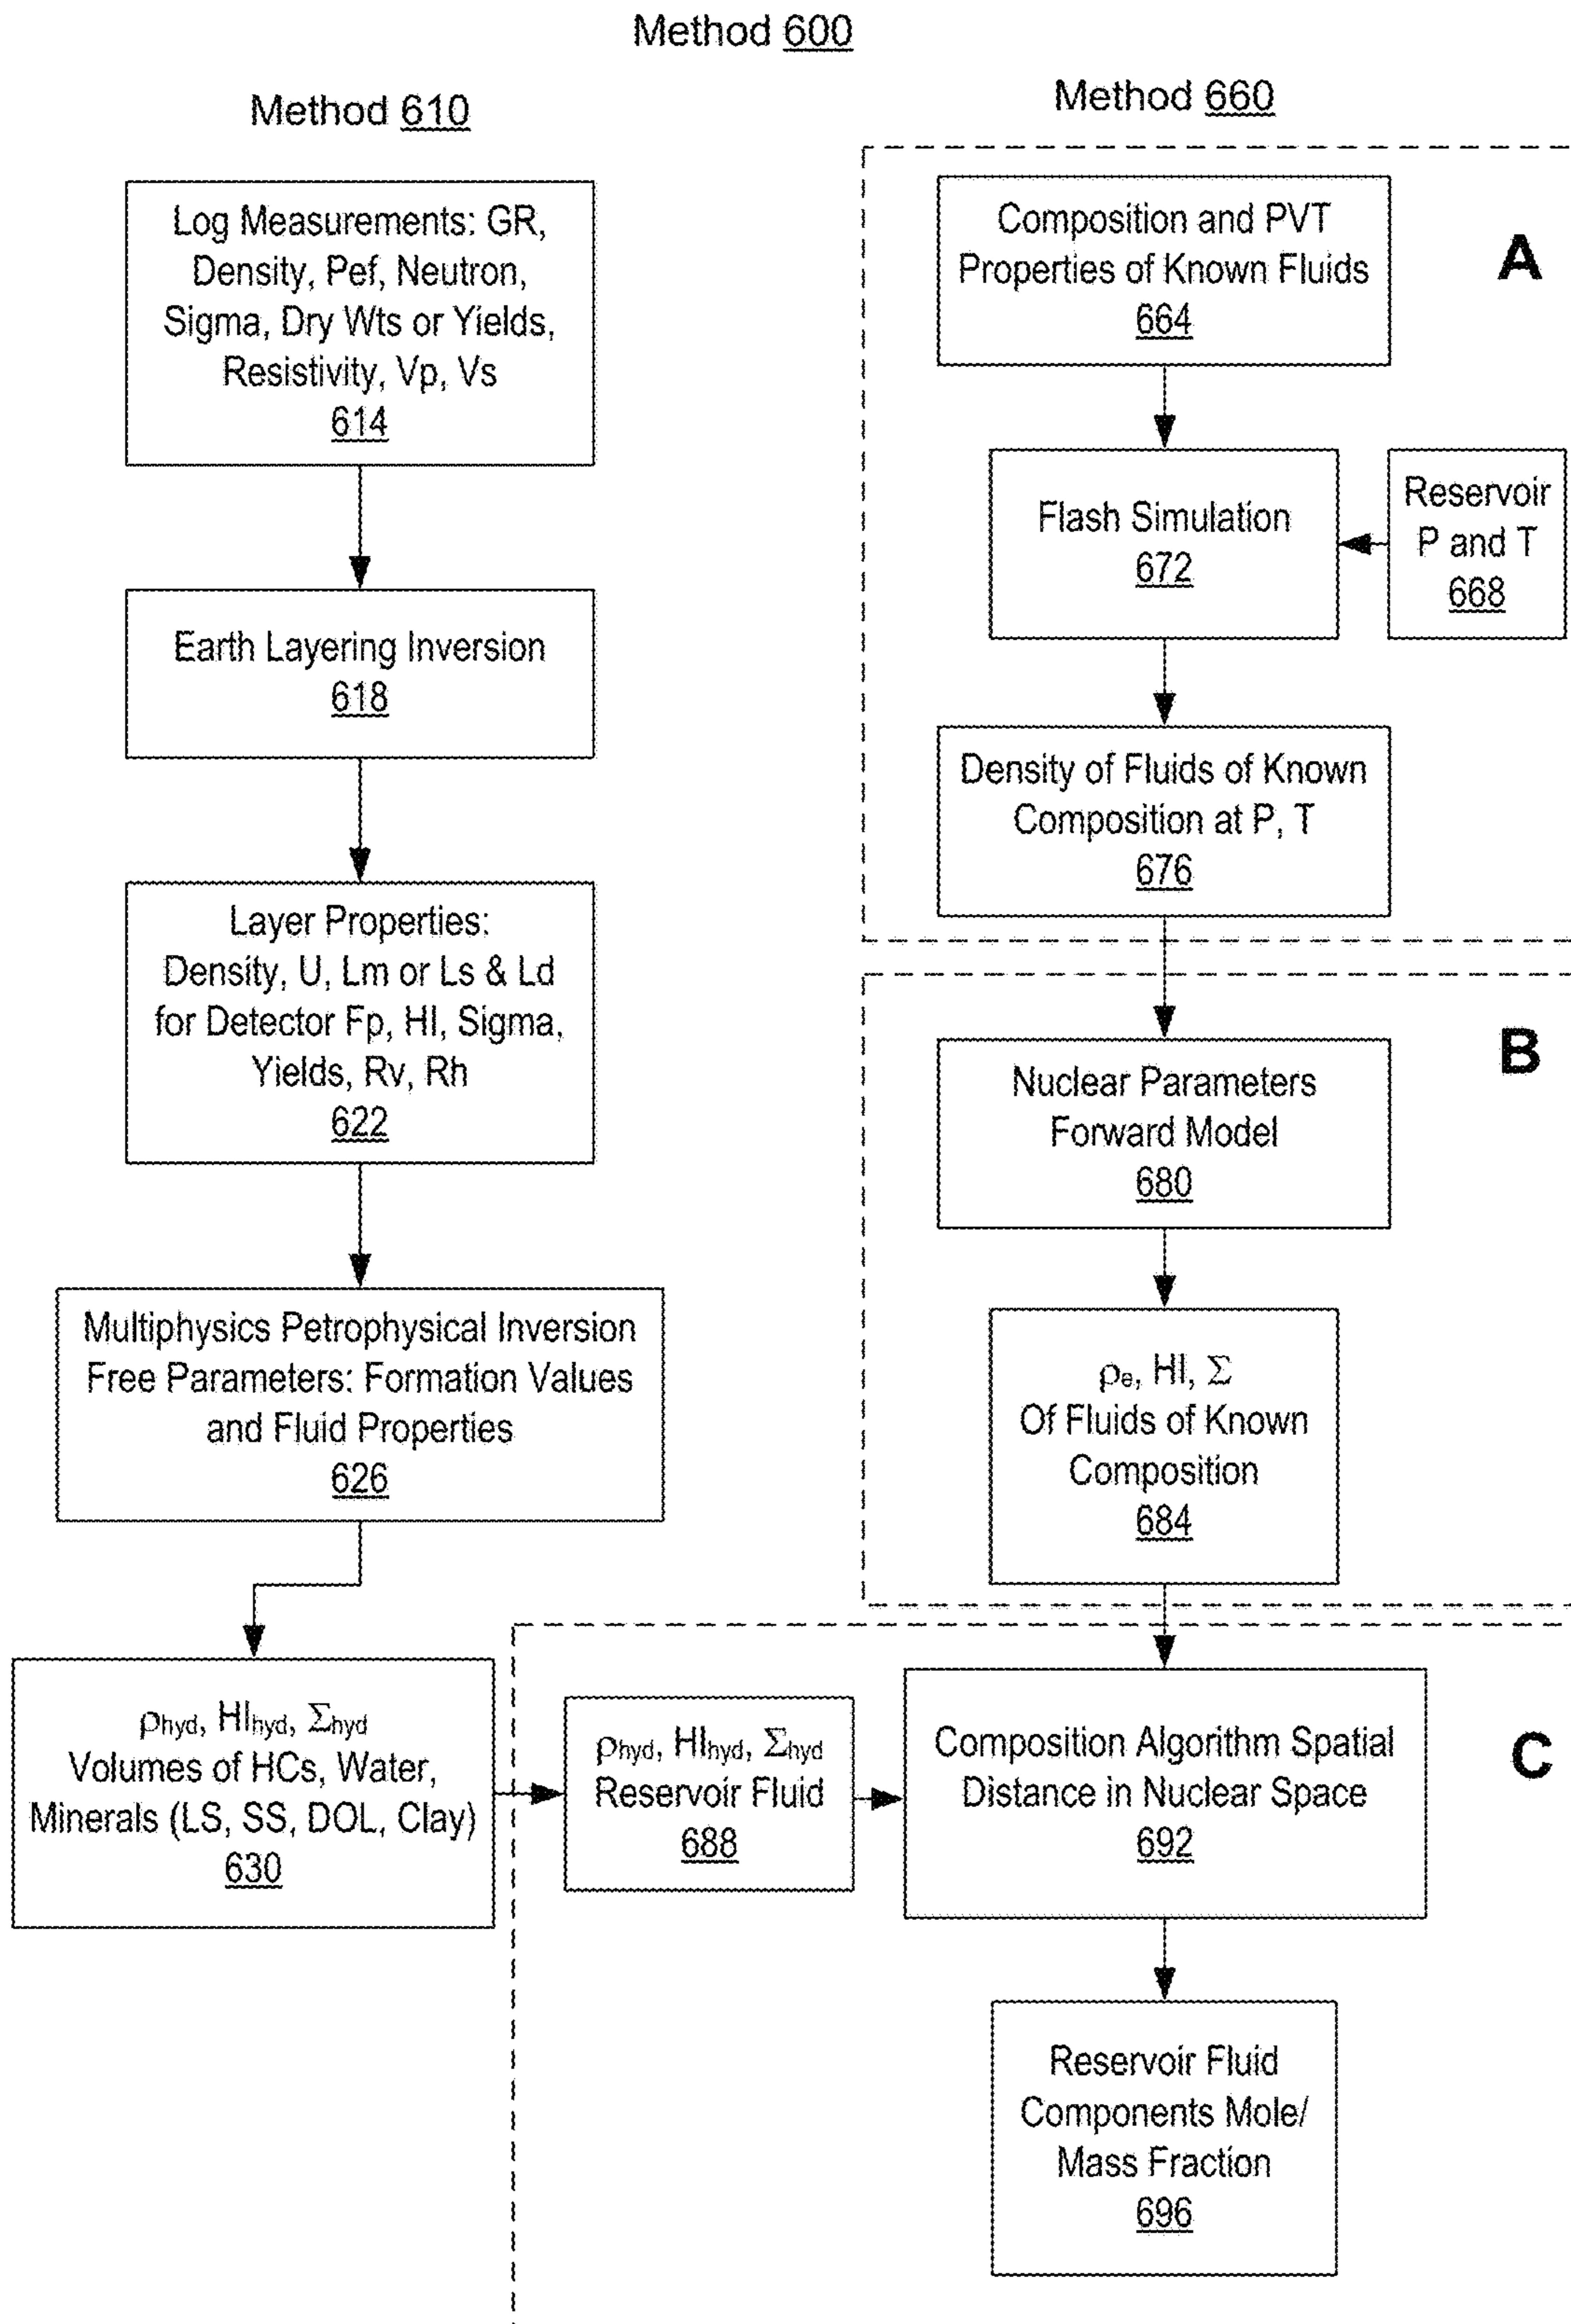 Method 600
Method 610
Log Measurements: GR,
Density, Pef, Neutron,
Sigma, Dry Wts or Yields,
Resistivity, Vp, Vs
614
Earth Layering Inversion
618
Layer Properties:
Density, U, Lm or Ls & Ld
for Detector Fp, HI, Sigma,
Yields, Rv, Rh
622
Multiphysics Petrophysical Inversion
Free Parameters: Formation Values
and Fluid Properties
626
ρhyd, HIhyd, Σhyd
Volumes of HCs, Water,
Minerals (LS, SS, DOL, Clay)
630
Method 660
A
Composition and PVT
Properties of Known Fluids
664
Flash Simulation
672
Reservoir
P and T
668
Density of Fluids of Known
Composition at P, T
676
B
Nuclear Parameters
Forward Model
680
ρe, HI, Σ
Of Fluids of Known
Composition
684
C
ρhyd, HIhyd, Σhyd
Reservoir Fluid
688
Composition Algorithm Spatial
Distance in Nuclear Space
692
Reservoir Fluid
Components Mole/
Mass Fraction
696